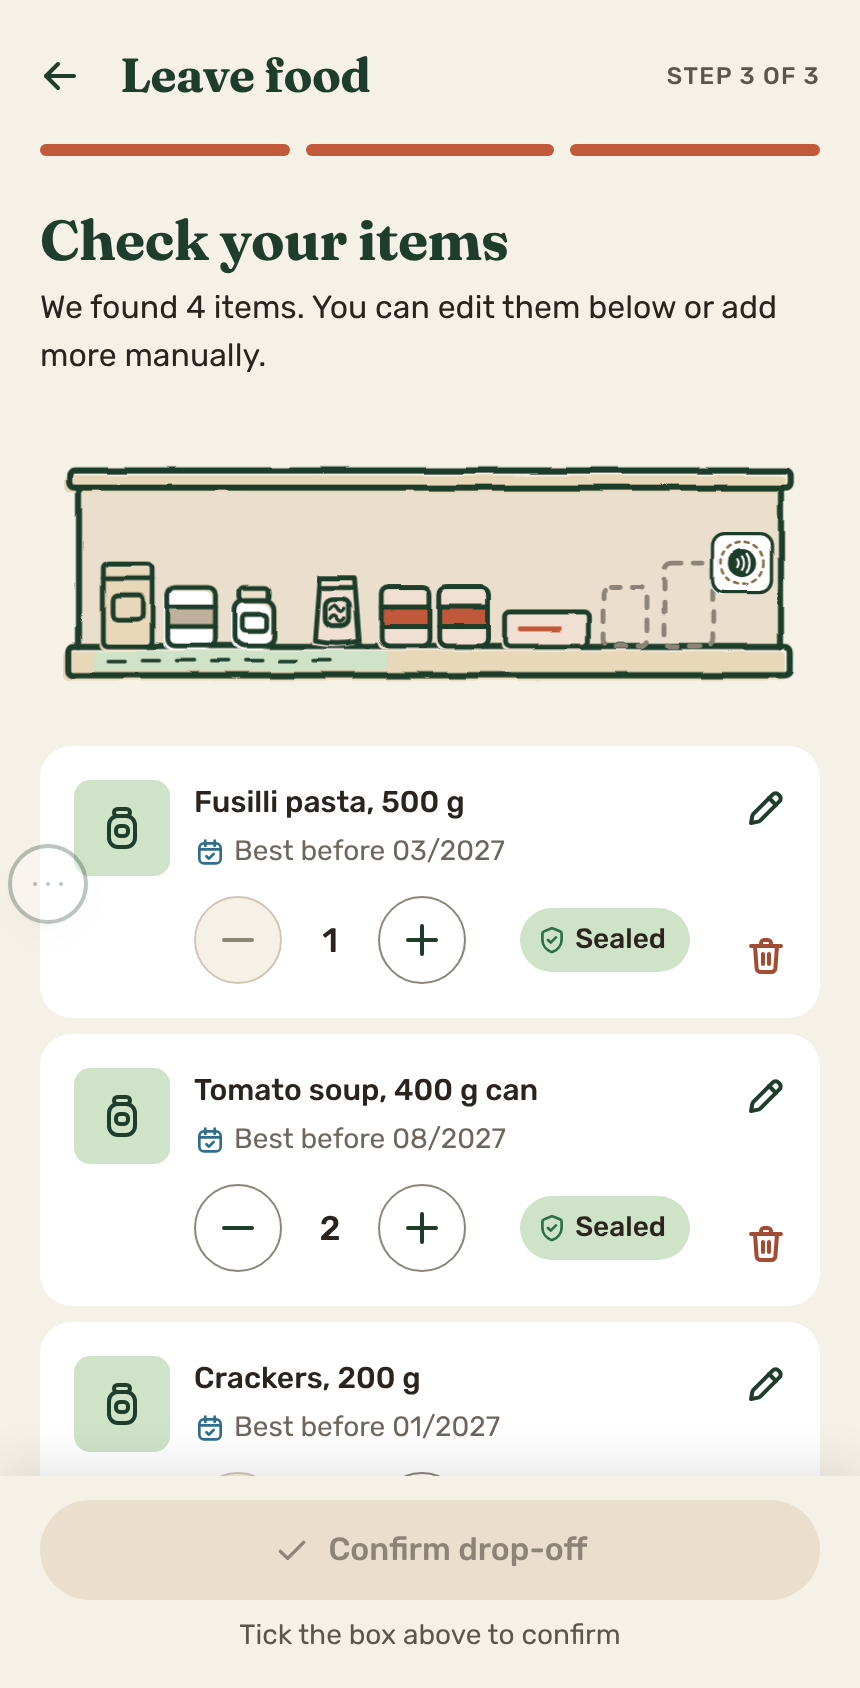 Leave food
STEP 3 OF 3
Check your items
We found 4 items. You can edit them below or add
more manually.
Fusilli pasta, 500 g
Best before 03/2027
1
Sealed
Tomato soup, 400 g can
Best before 08/2027
2
Sealed
Crackers, 200 g
Best before 01/2027
Confirm drop-off
Tick the box above to confirm